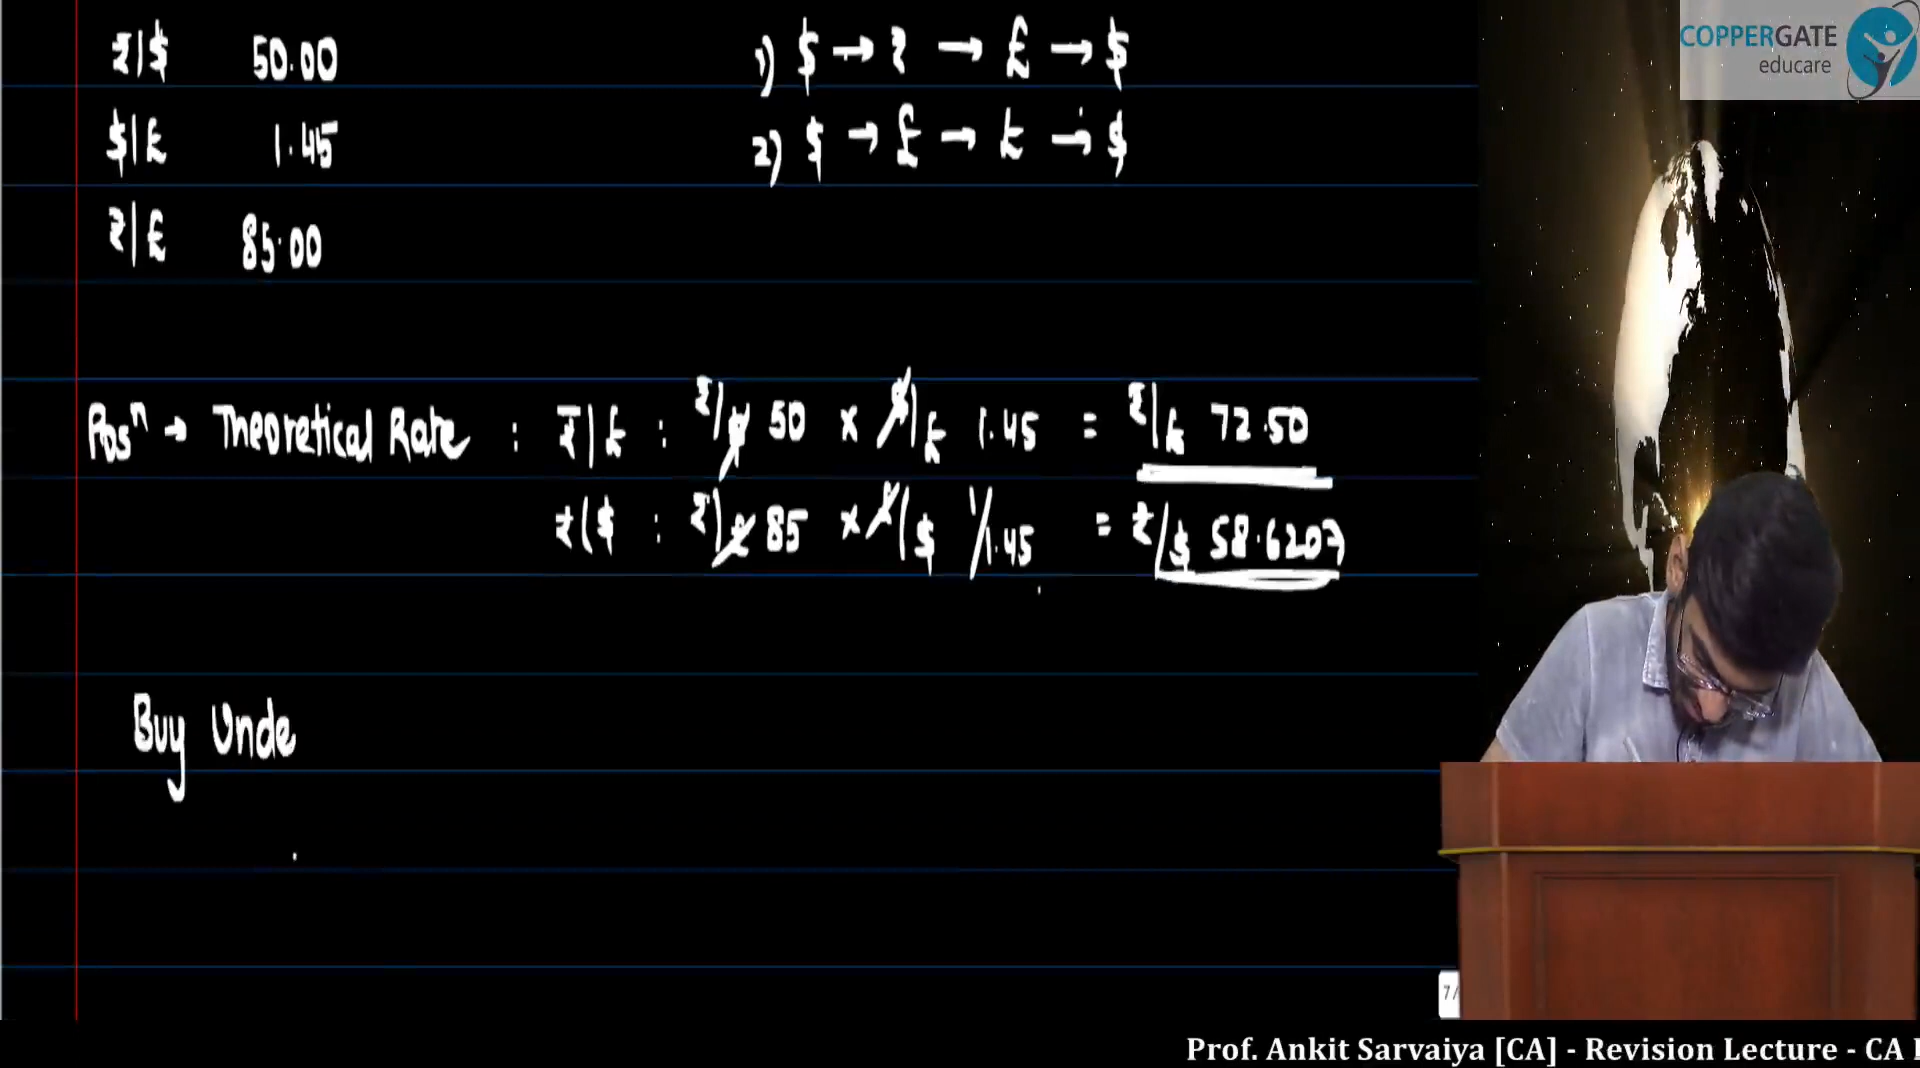 ₹|$ 50.00
1) $ → ₹ → £ → $
$|£ 1.45
2) $ → £ → £ → $
₹|£ 85.00
Posⁿ → Theoretical Rate : ₹|£ : ₹/$ 50 x $/£ 1.45 = ₹/£ 72.50
₹|$ : ₹/£ 85 x £/$ 1/1.45 = ₹/$ 58.6207
Buy Unde
COPPERGATE
educare
7/
Prof. Ankit Sarvaiya [CA] - Revision Lecture - CA